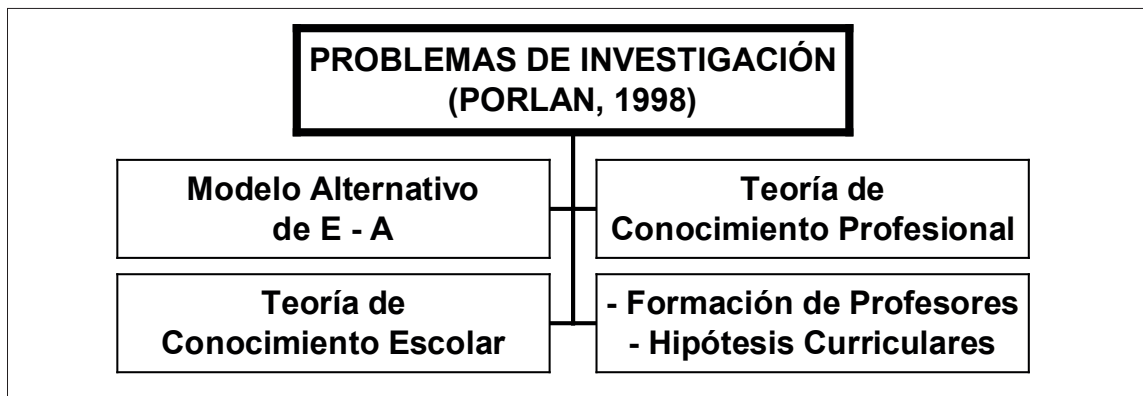 PROBLEMAS DE INVESTIGACIÓN
(PORLAN, 1998)
Modelo Alternativo
de E - A
Teoría de
Conocimiento Profesional
Teoría de
Conocimiento Escolar
- Formación de Profesores
- Hipótesis Curriculares